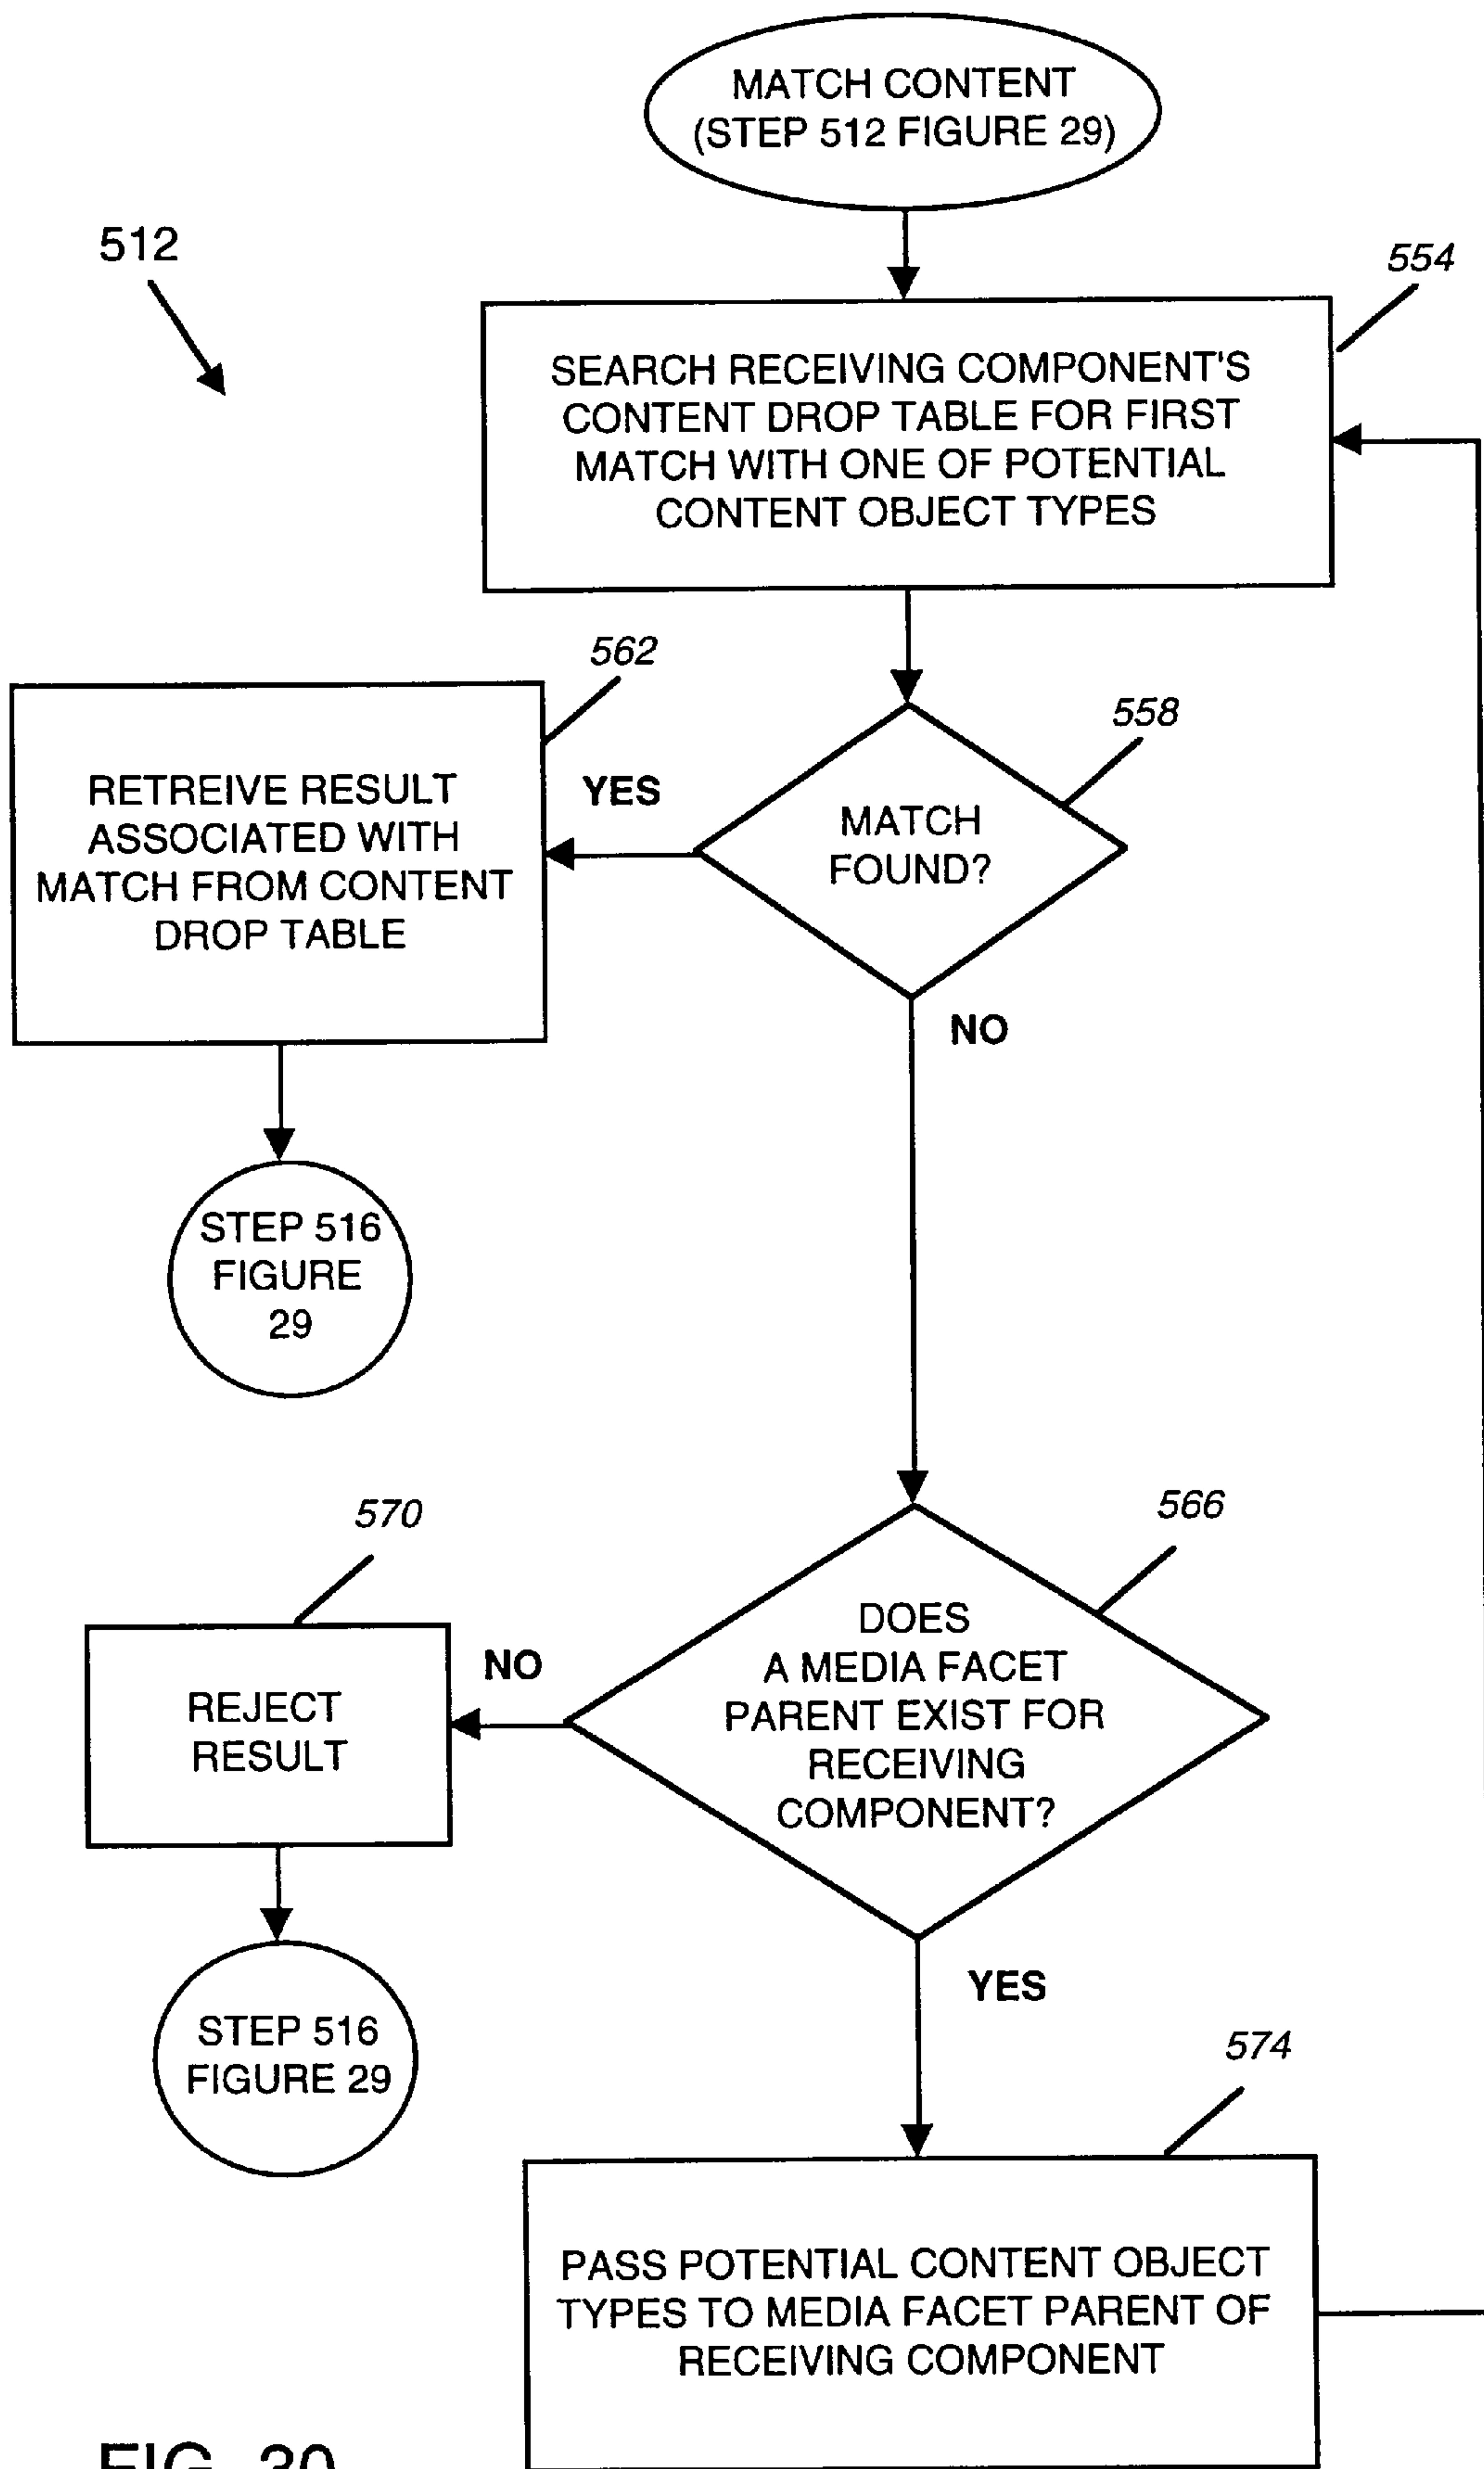 MATCH CONTENT
(STEP 512 FIGURE 29)
512
554
SEARCH RECEIVING COMPONENT'S
CONTENT DROP TABLE FOR FIRST
MATCH WITH ONE OF POTENTIAL
CONTENT OBJECT TYPES
562
558
RETREIVE RESULT
ASSOCIATED WITH
MATCH FROM CONTENT
DROP TABLE
YES
MATCH
FOUND?
NO
STEP 516
FIGURE
29
570
566
REJECT
RESULT
NO
DOES
A MEDIA FACET
PARENT EXIST FOR
RECEIVING
COMPONENT?
YES
STEP 516
FIGURE 29
574
PASS POTENTIAL CONTENT OBJECT
TYPES TO MEDIA FACET PARENT OF
RECEIVING COMPONENT
FIG. 30